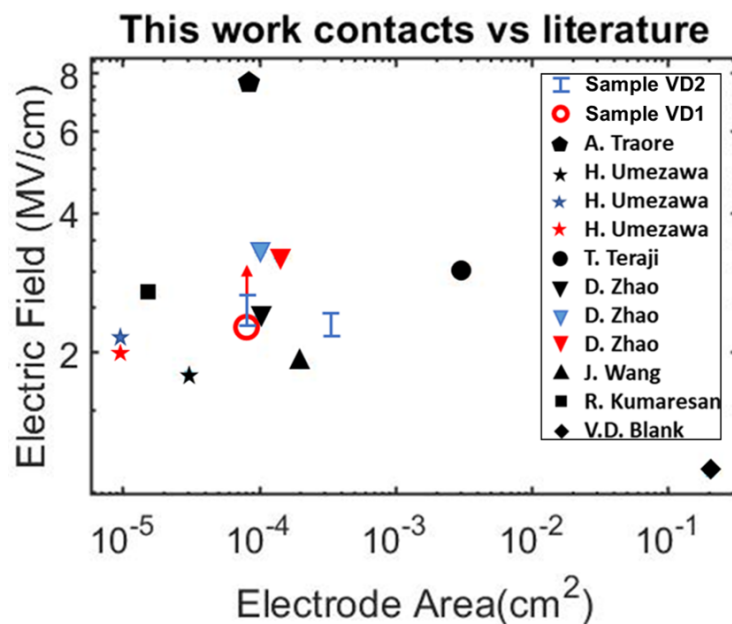 This work contacts vs literature
Electric Field (MV/cm)
8
6
4
2
Sample VD2
Sample VD1
A. Traore
H. Umezawa
H. Umezawa
H. Umezawa
T. Teraji
D. Zhao
D. Zhao
D. Zhao
J. Wang
R. Kumaresan
V.D. Blank
10⁻⁵ 10⁻⁴ 10⁻³ 10⁻² 10⁻¹
Electrode Area(cm²)